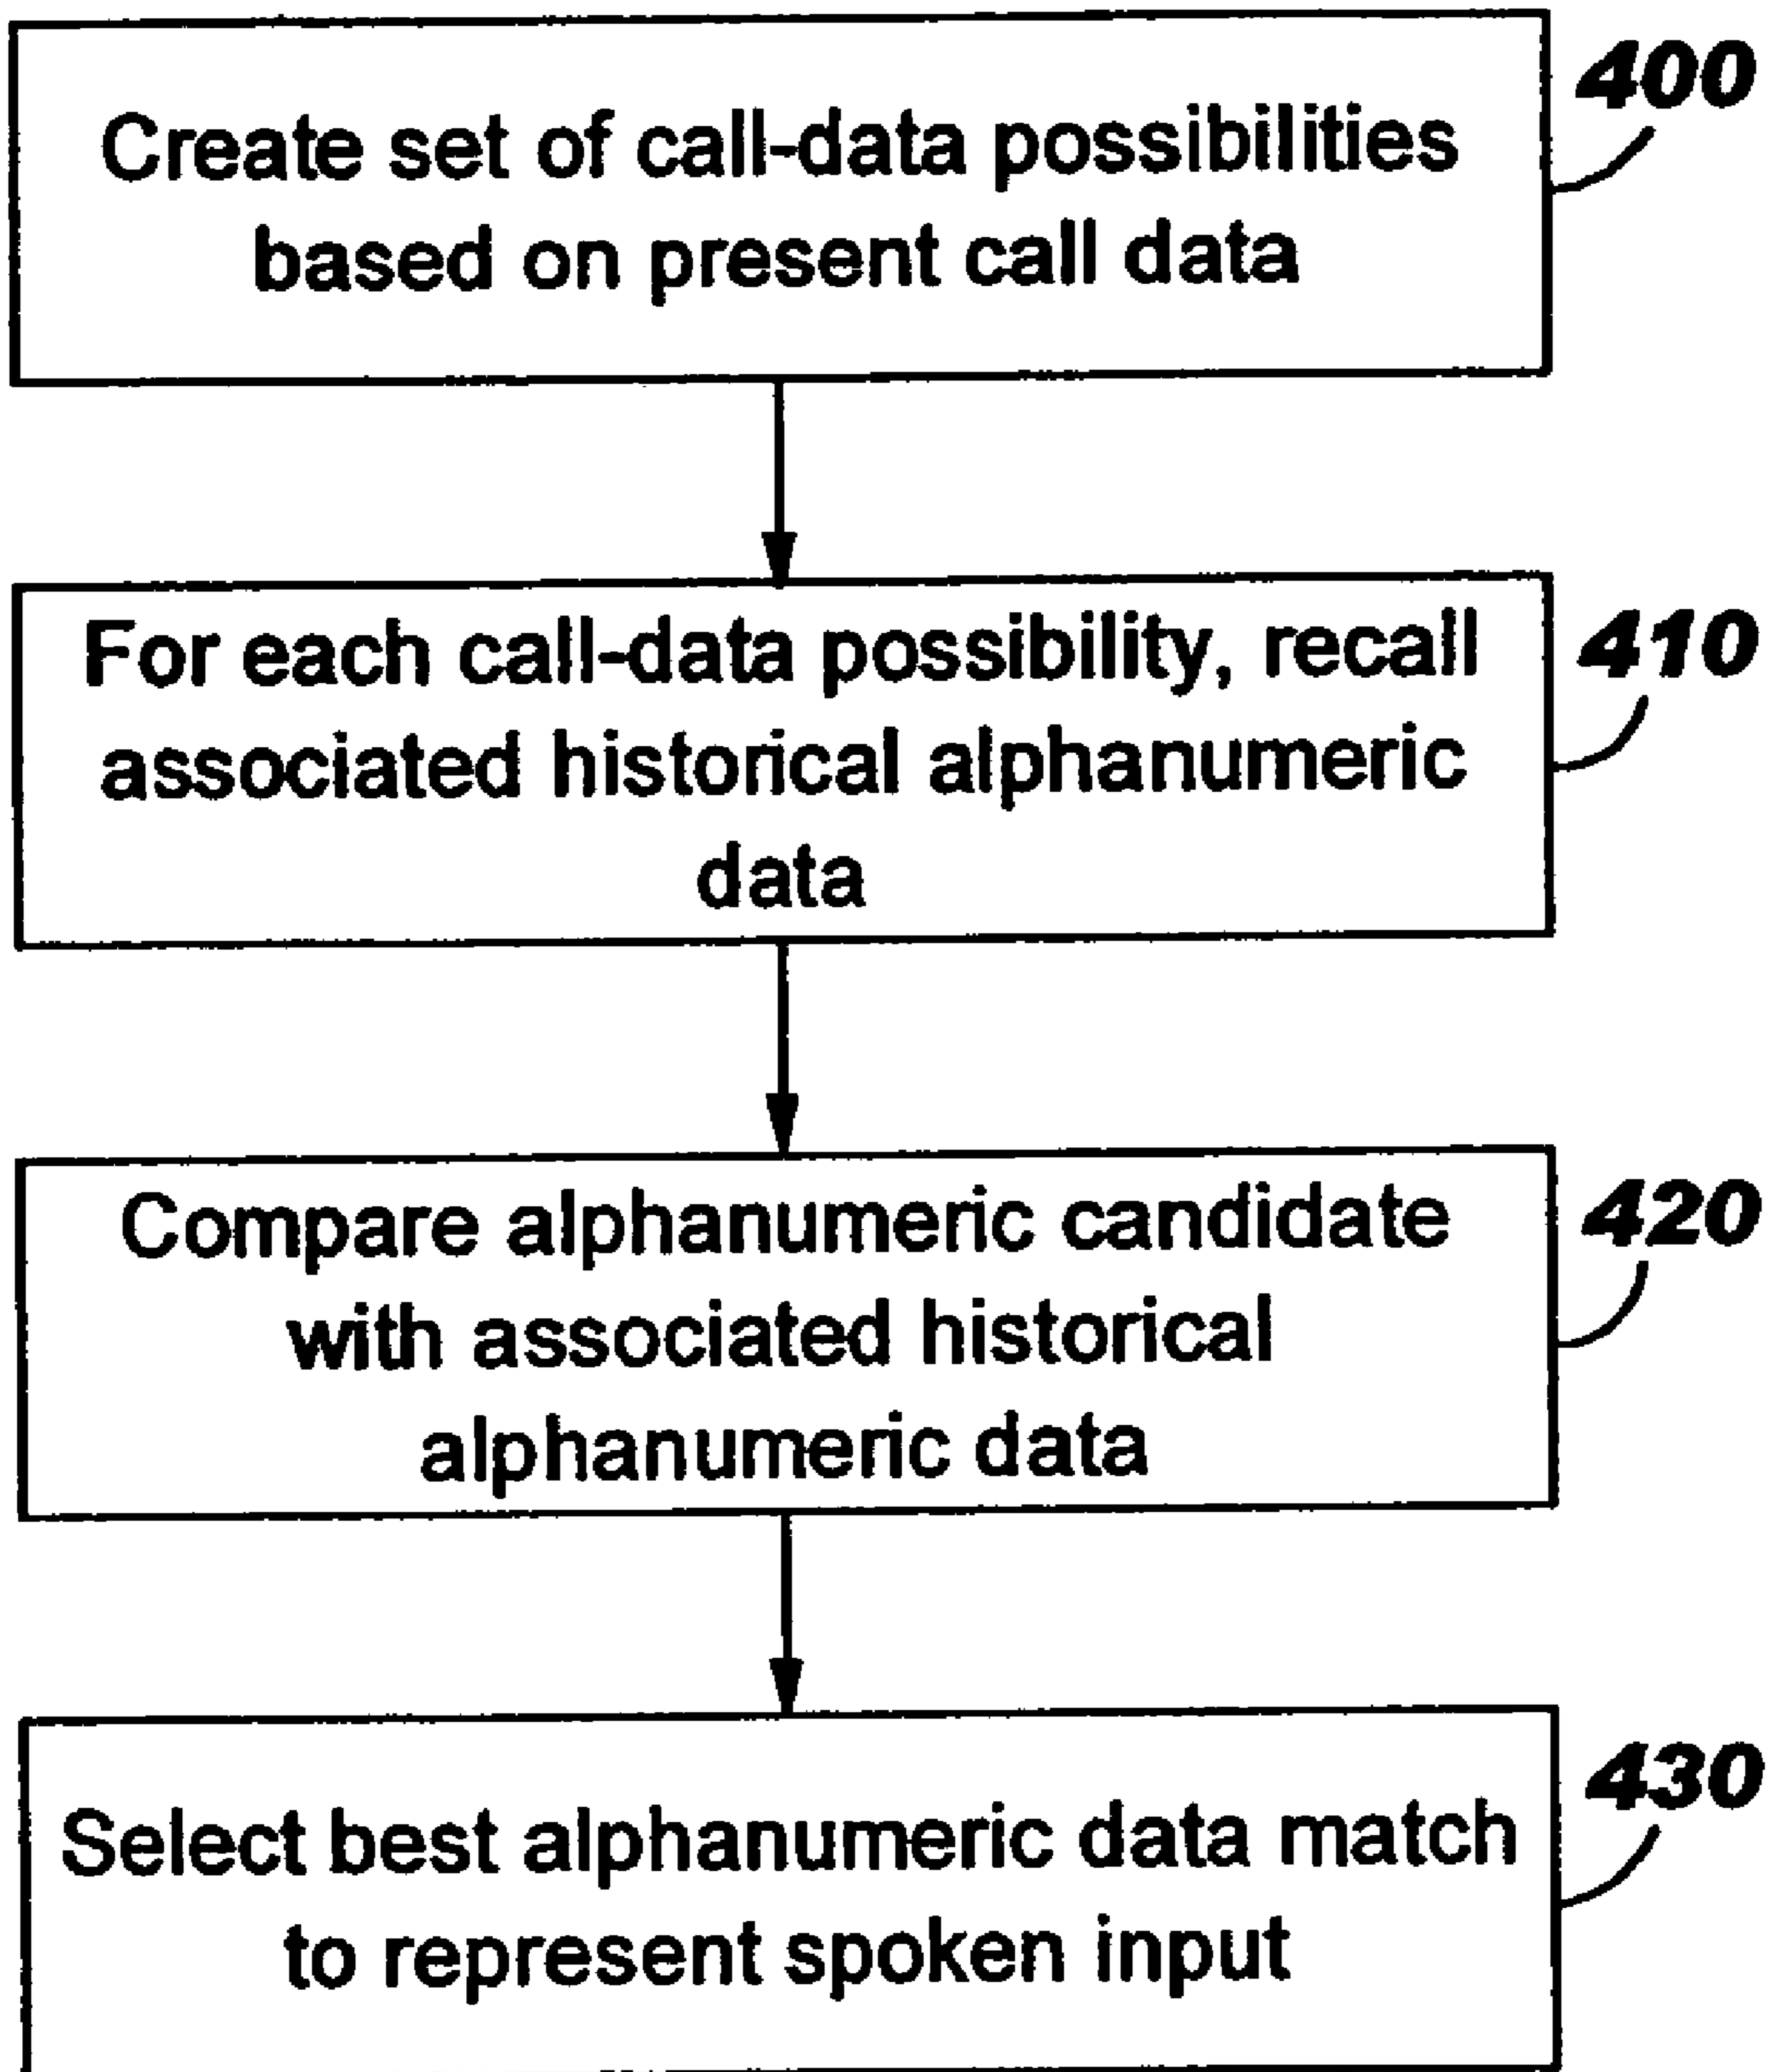 Create set of call-data possibilities
based on present call data
400
For each call-data possibility, recall
associated historical alphanumeric
data
410
Compare alphanumeric candidate
with associated historical
alphanumeric data
420
Select best alphanumeric data match
to represent spoken input
430